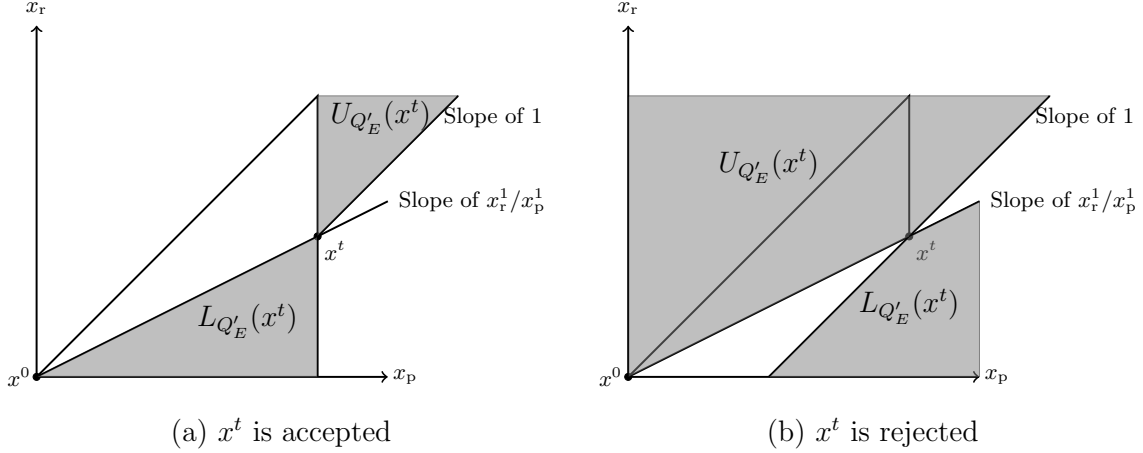 x_r
U_{Q'_E}(x^t)
Slope of 1
Slope of x_r^1/x_p^1
x^t
L_{Q'_E}(x^t)
x^0
x_p
(a) x^t is accepted
x_r
U_{Q'_E}(x^t)
Slope of 1
Slope of x_r^1/x_p^1
x^t
L_{Q'_E}(x^t)
x^0
x_p
(b) x^t is rejected